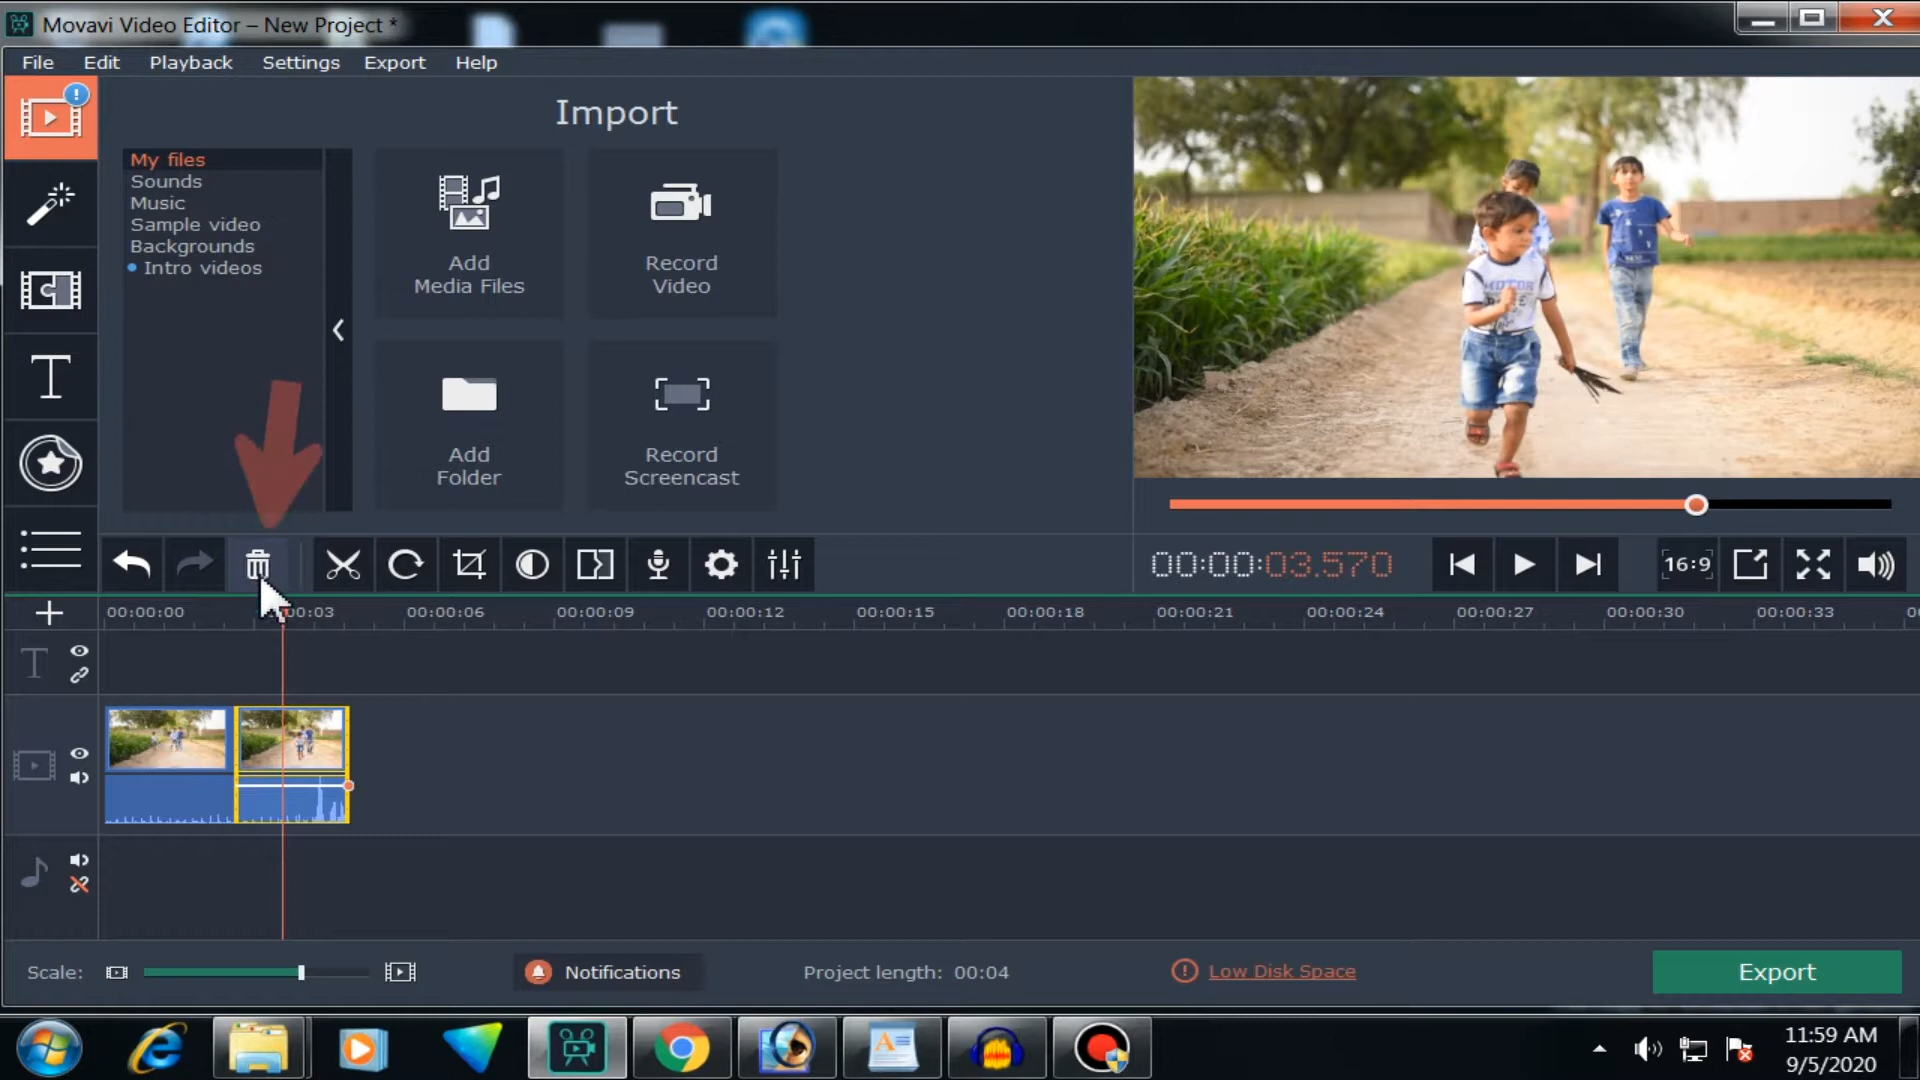 Movavi Video Editor – New Project *
File Edit Playback Settings Export Help
Import
My files
Sounds
Music
Sample video
Backgrounds
Intro videos
Add
Media Files
Record
Video
Add
Folder
Record
Screencast
MOTOR
00:00:03.570
16:9
00:00:00 00:03 00:00:06 00:00:09 00:00:12 00:00:15 00:00:18 00:00:21 00:00:24 00:00:27 00:00:30 00:00:33
Scale:
Notifications
Project length: 00:04
Low Disk Space
Export
11:59 AM
9/5/2020